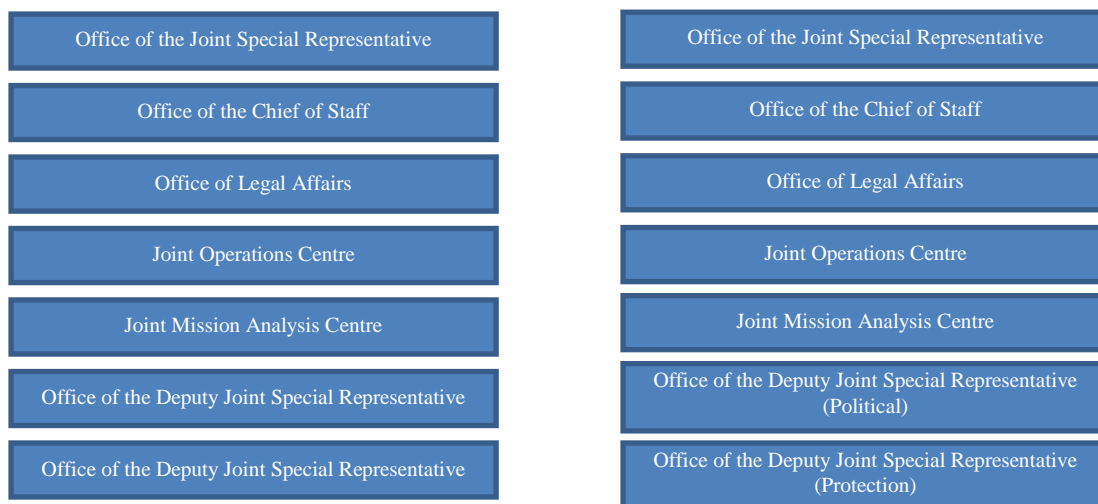 Office of the Joint Special Representative
Office of the Chief of Staff
Office of Legal Affairs
Joint Operations Centre
Joint Mission Analysis Centre
Office of the Deputy Joint Special Representative
Office of the Deputy Joint Special Representative
Office of the Joint Special Representative
Office of the Chief of Staff
Office of Legal Affairs
Joint Operations Centre
Joint Mission Analysis Centre
Office of the Deputy Joint Special Representative
(Political)
Office of the Deputy Joint Special Representative
(Protection)